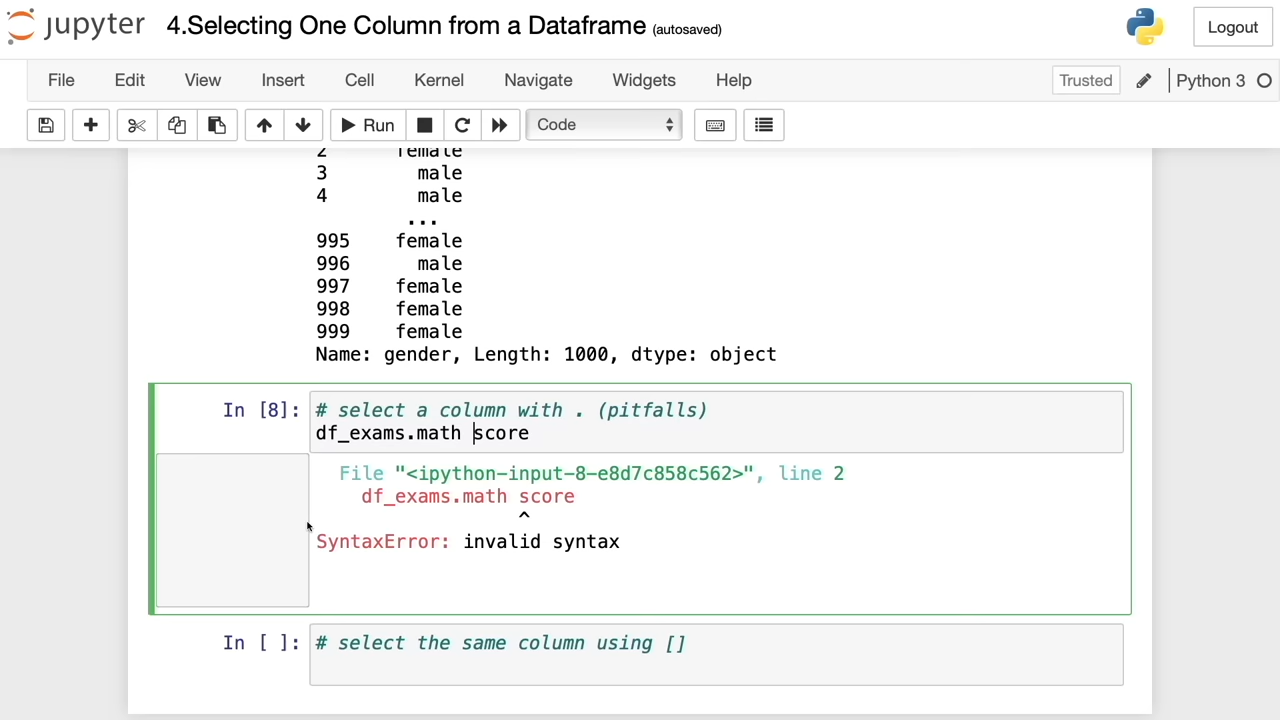 jupyter 4.Selecting One Column from a Dataframe (autosaved) Logout
File Edit View Insert Cell Kernel Navigate Widgets Help Trusted Python 3
Run Code
2 female
3 male
4 male
...
995 female
996 male
997 female
998 female
999 female
Name: gender, Length: 1000, dtype: object
In [8]: # select a column with . (pitfalls)
df_exams.math score
File "<ipython-input-8-e8d7c858c562>", line 2
df_exams.math score
^
SyntaxError: invalid syntax
In [ ]: # select the same column using []